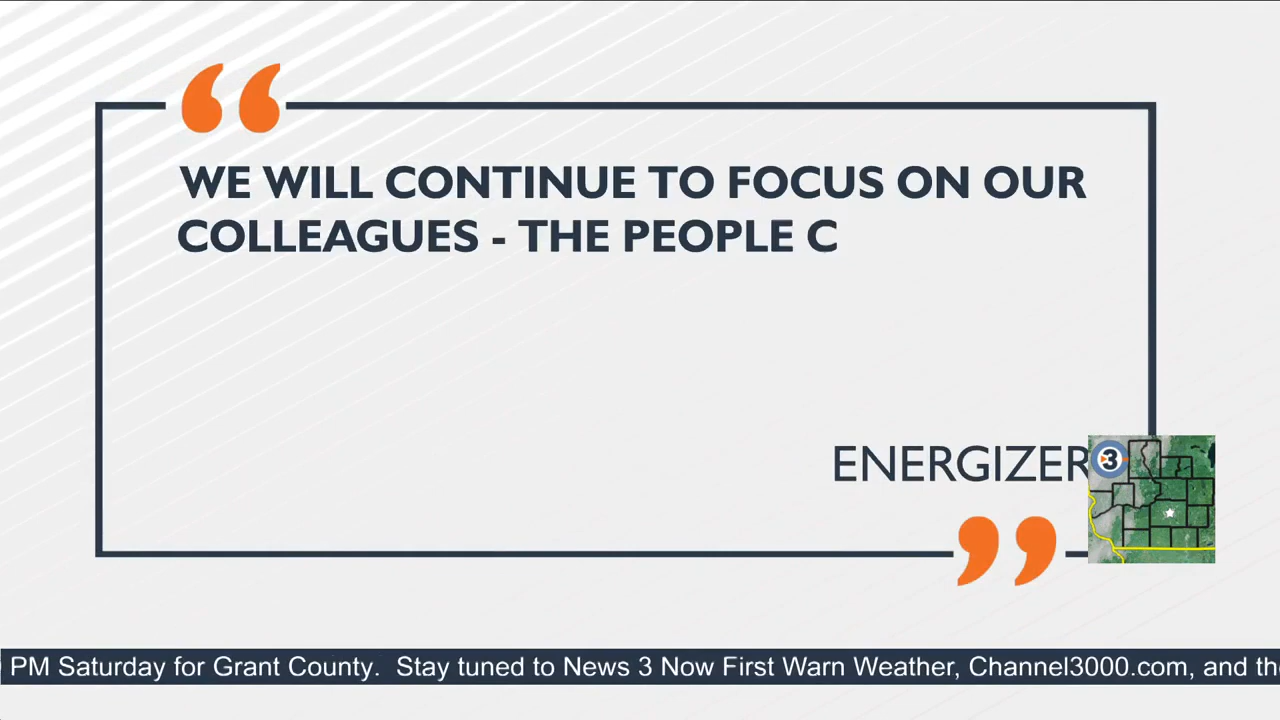 WE WILL CONTINUE TO FOCUS ON OUR
COLLEAGUES - THE PEOPLE C
ENERGIZER
3
PM Saturday for Grant County.  Stay tuned to News 3 Now First Warn Weather, Channel3000.com, and the